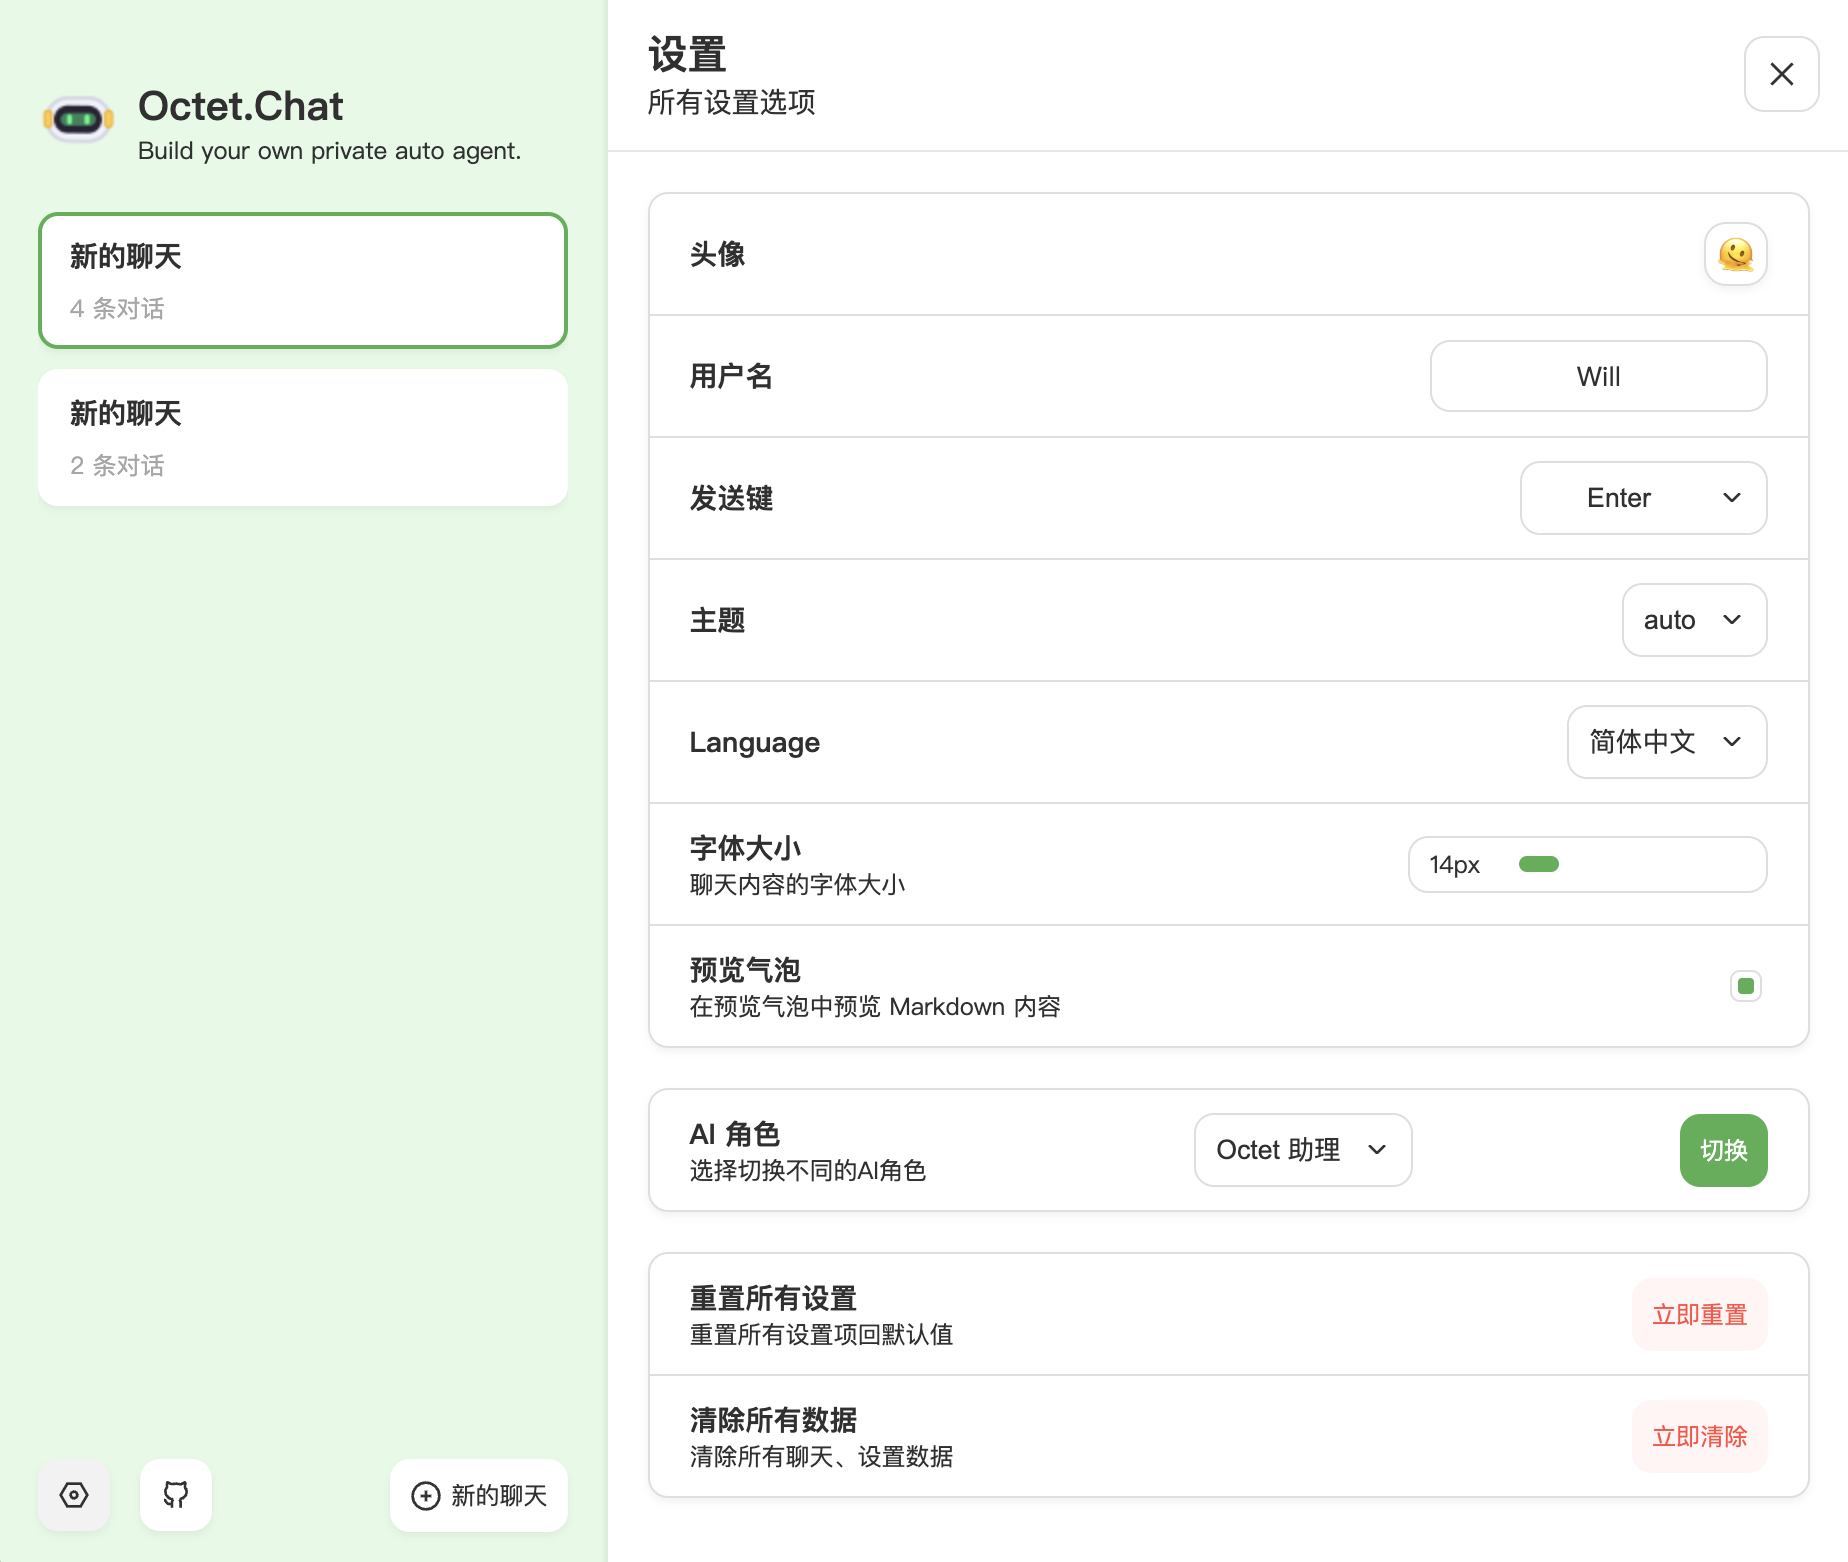 Octet.Chat
Build your own private auto agent.
新的聊天
4 条对话
新的聊天
2 条对话
新的聊天
设置
所有设置选项
头像
用户名
Will
发送键
Enter
主题
auto
Language
简体中文
字体大小
聊天内容的字体大小
14px
预览气泡
在预览气泡中预览 Markdown 内容
AI 角色
选择切换不同的AI角色
Octet 助理
切换
重置所有设置
重置所有设置项回默认值
立即重置
清除所有数据
清除所有聊天、设置数据
立即清除